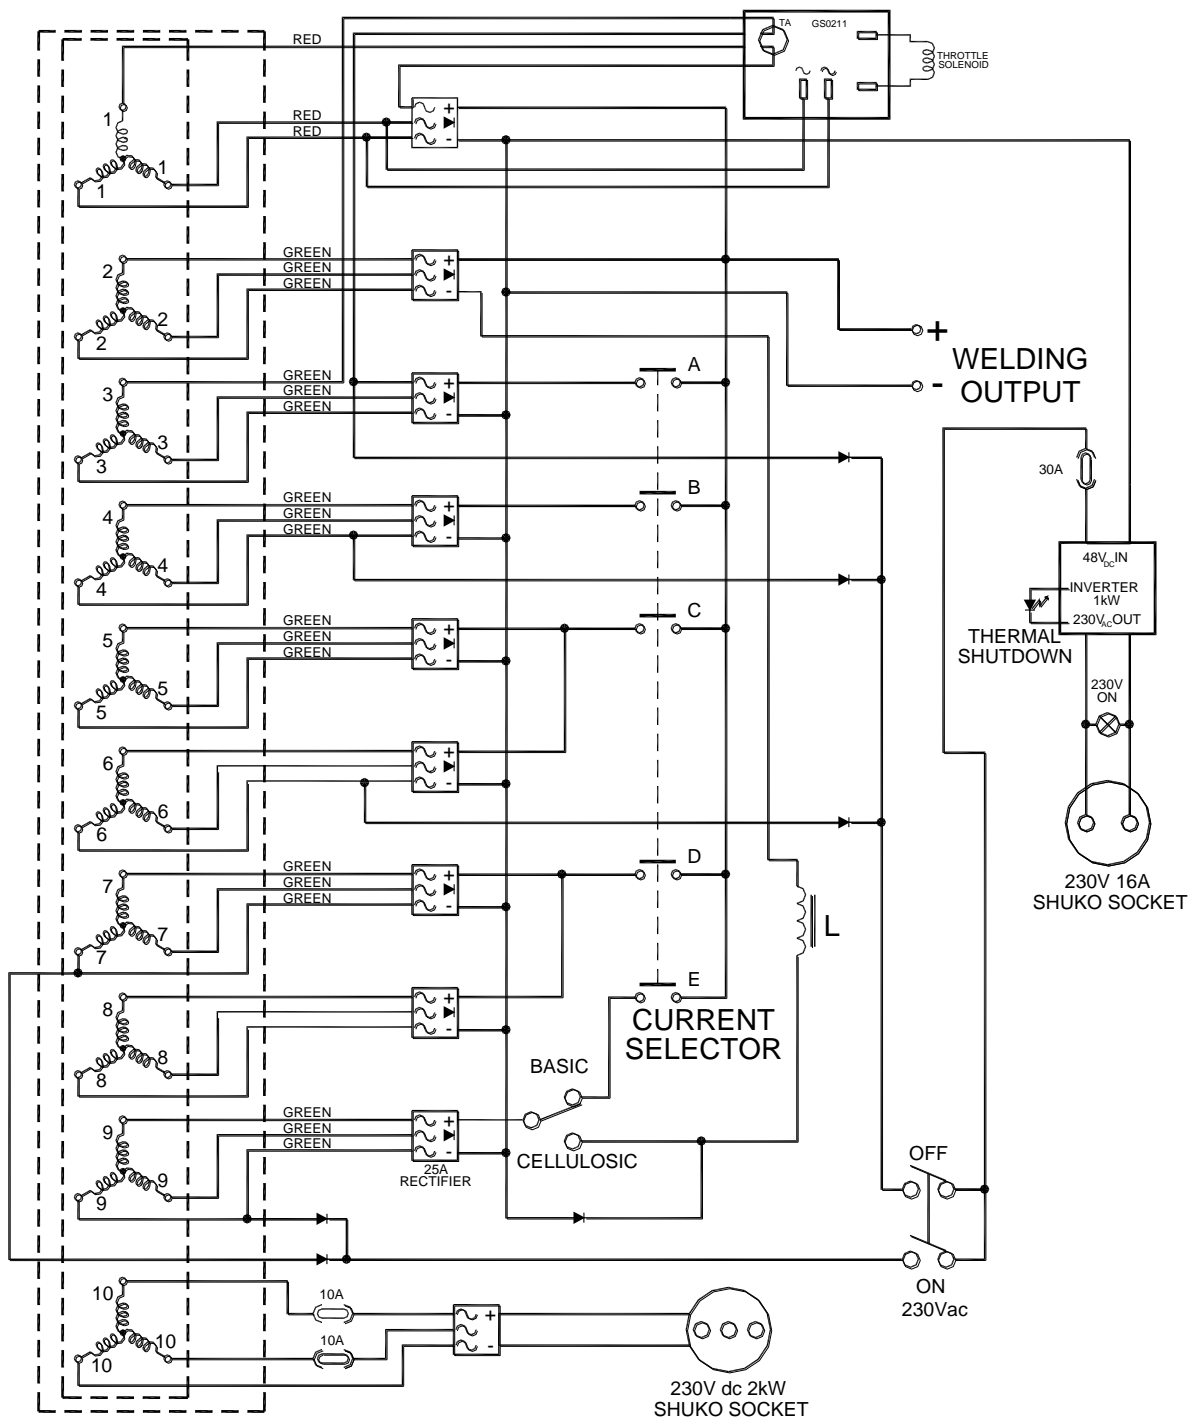 TA
GS0211
THROTTLE
SOLENOID
RED
RED
RED
1
1
1
+
-
GREEN
GREEN
GREEN
2
2
2
+
-
+
-
WELDING
OUTPUT
GREEN
GREEN
GREEN
3
3
3
+
-
A
30A
GREEN
GREEN
GREEN
4
4
4
+
-
B
48VDC IN
INVERTER
1kW
230VAC OUT
THERMAL
SHUTDOWN
GREEN
GREEN
GREEN
5
5
5
+
-
C
230V
ON
6
6
6
+
-
230V 16A
SHUKO SOCKET
GREEN
GREEN
GREEN
7
7
7
+
-
D
L
8
8
8
+
-
E
CURRENT
SELECTOR
BASIC
CELLULOSIC
GREEN
GREEN
GREEN
9
9
9
+
-
25A
RECTIFIER
OFF
ON
230Vac
10
10
10
10A
10A
+
-
230V dc 2kW
SHUKO SOCKET